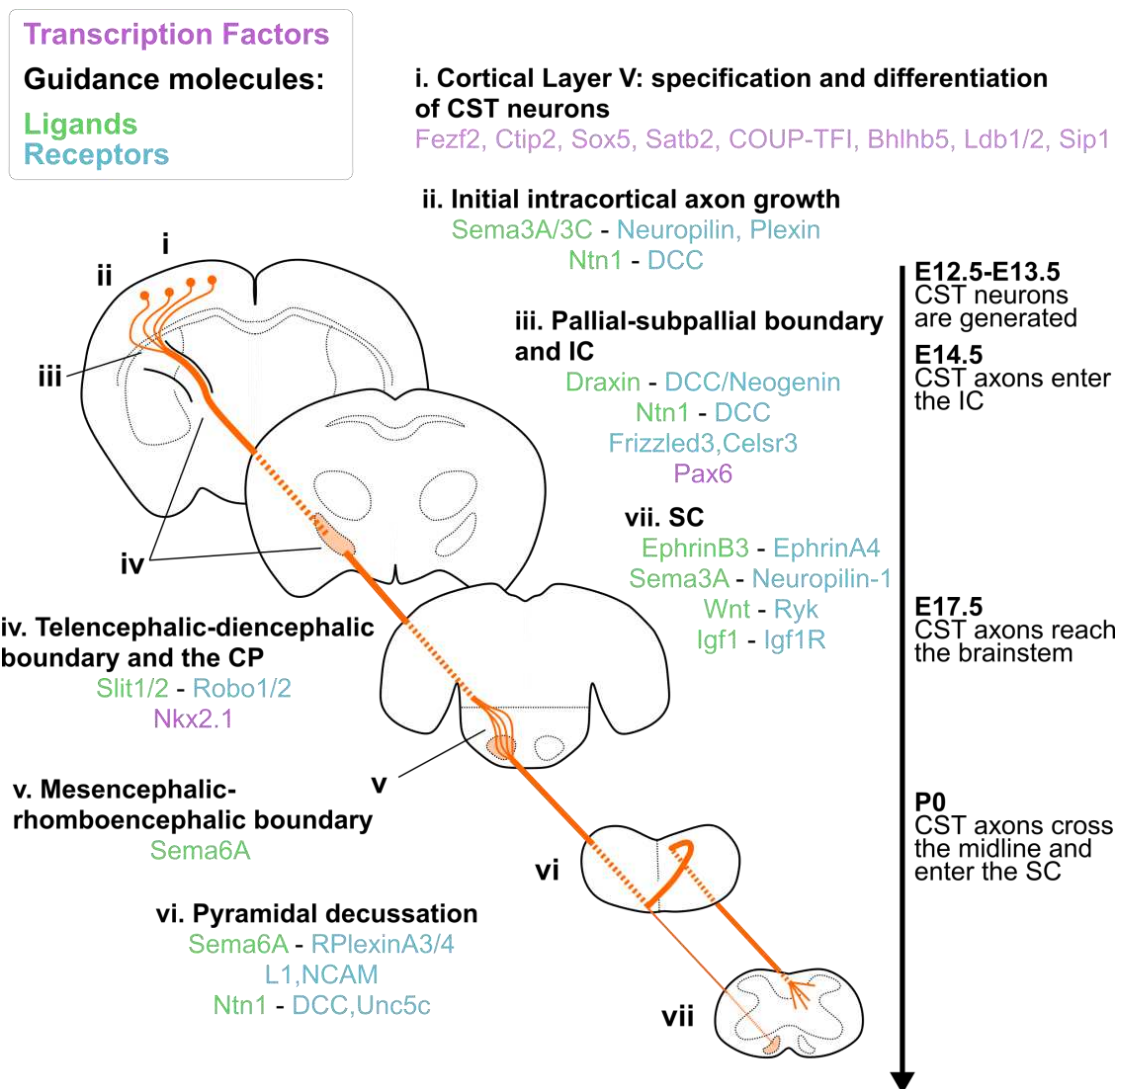 Transcription Factors
Guidance molecules:
Ligands
Receptors
i. Cortical Layer V: specification and differentiation
of CST neurons
Fezf2, Ctip2, Sox5, Satb2, COUP-TFI, Bhlhb5, Ldb1/2, Sip1
ii. Initial intracortical axon growth
Sema3A/3C - Neuropilin, Plexin
Ntn1 - DCC
i
ii
iii
iii. Pallial-subpallial boundary
and IC
Draxin - DCC/Neogenin
Ntn1 - DCC
Frizzled3,Celsr3
Pax6
E12.5-E13.5
CST neurons
are generated
E14.5
CST axons enter
the IC
vii. SC
EphrinB3 - EphrinA4
Sema3A - Neuropilin-1
Wnt - Ryk
Igf1 - Igf1R
iv
iv. Telencephalic-diencephalic
boundary and the CP
Slit1/2 - Robo1/2
Nkx2.1
E17.5
CST axons reach
the brainstem
v
v. Mesencephalic-
rhomboencephalic boundary
Sema6A
P0
CST axons cross
the midline and
enter the SC
vi
vi. Pyramidal decussation
Sema6A - RPlexinA3/4
L1,NCAM
Ntn1 - DCC,Unc5c
vii